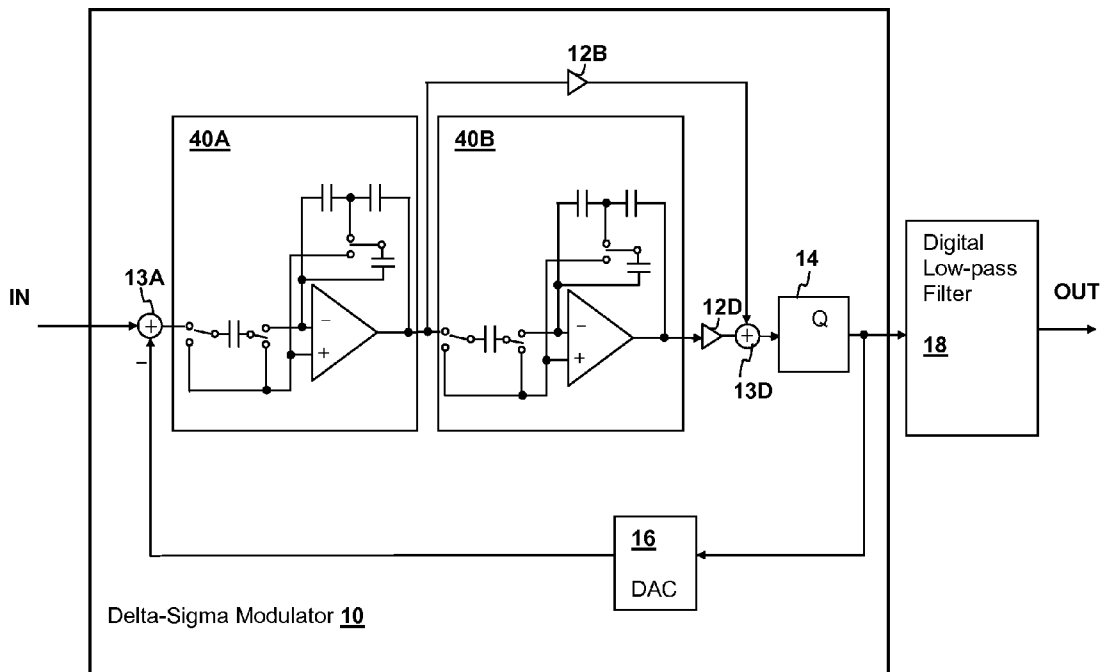 12B
40A
40B
13A
IN
−
+
−
+
+
−
12D
+
13D
14
Q
Digital
Low-pass
Filter
18
OUT
16
DAC
Delta-Sigma Modulator 10